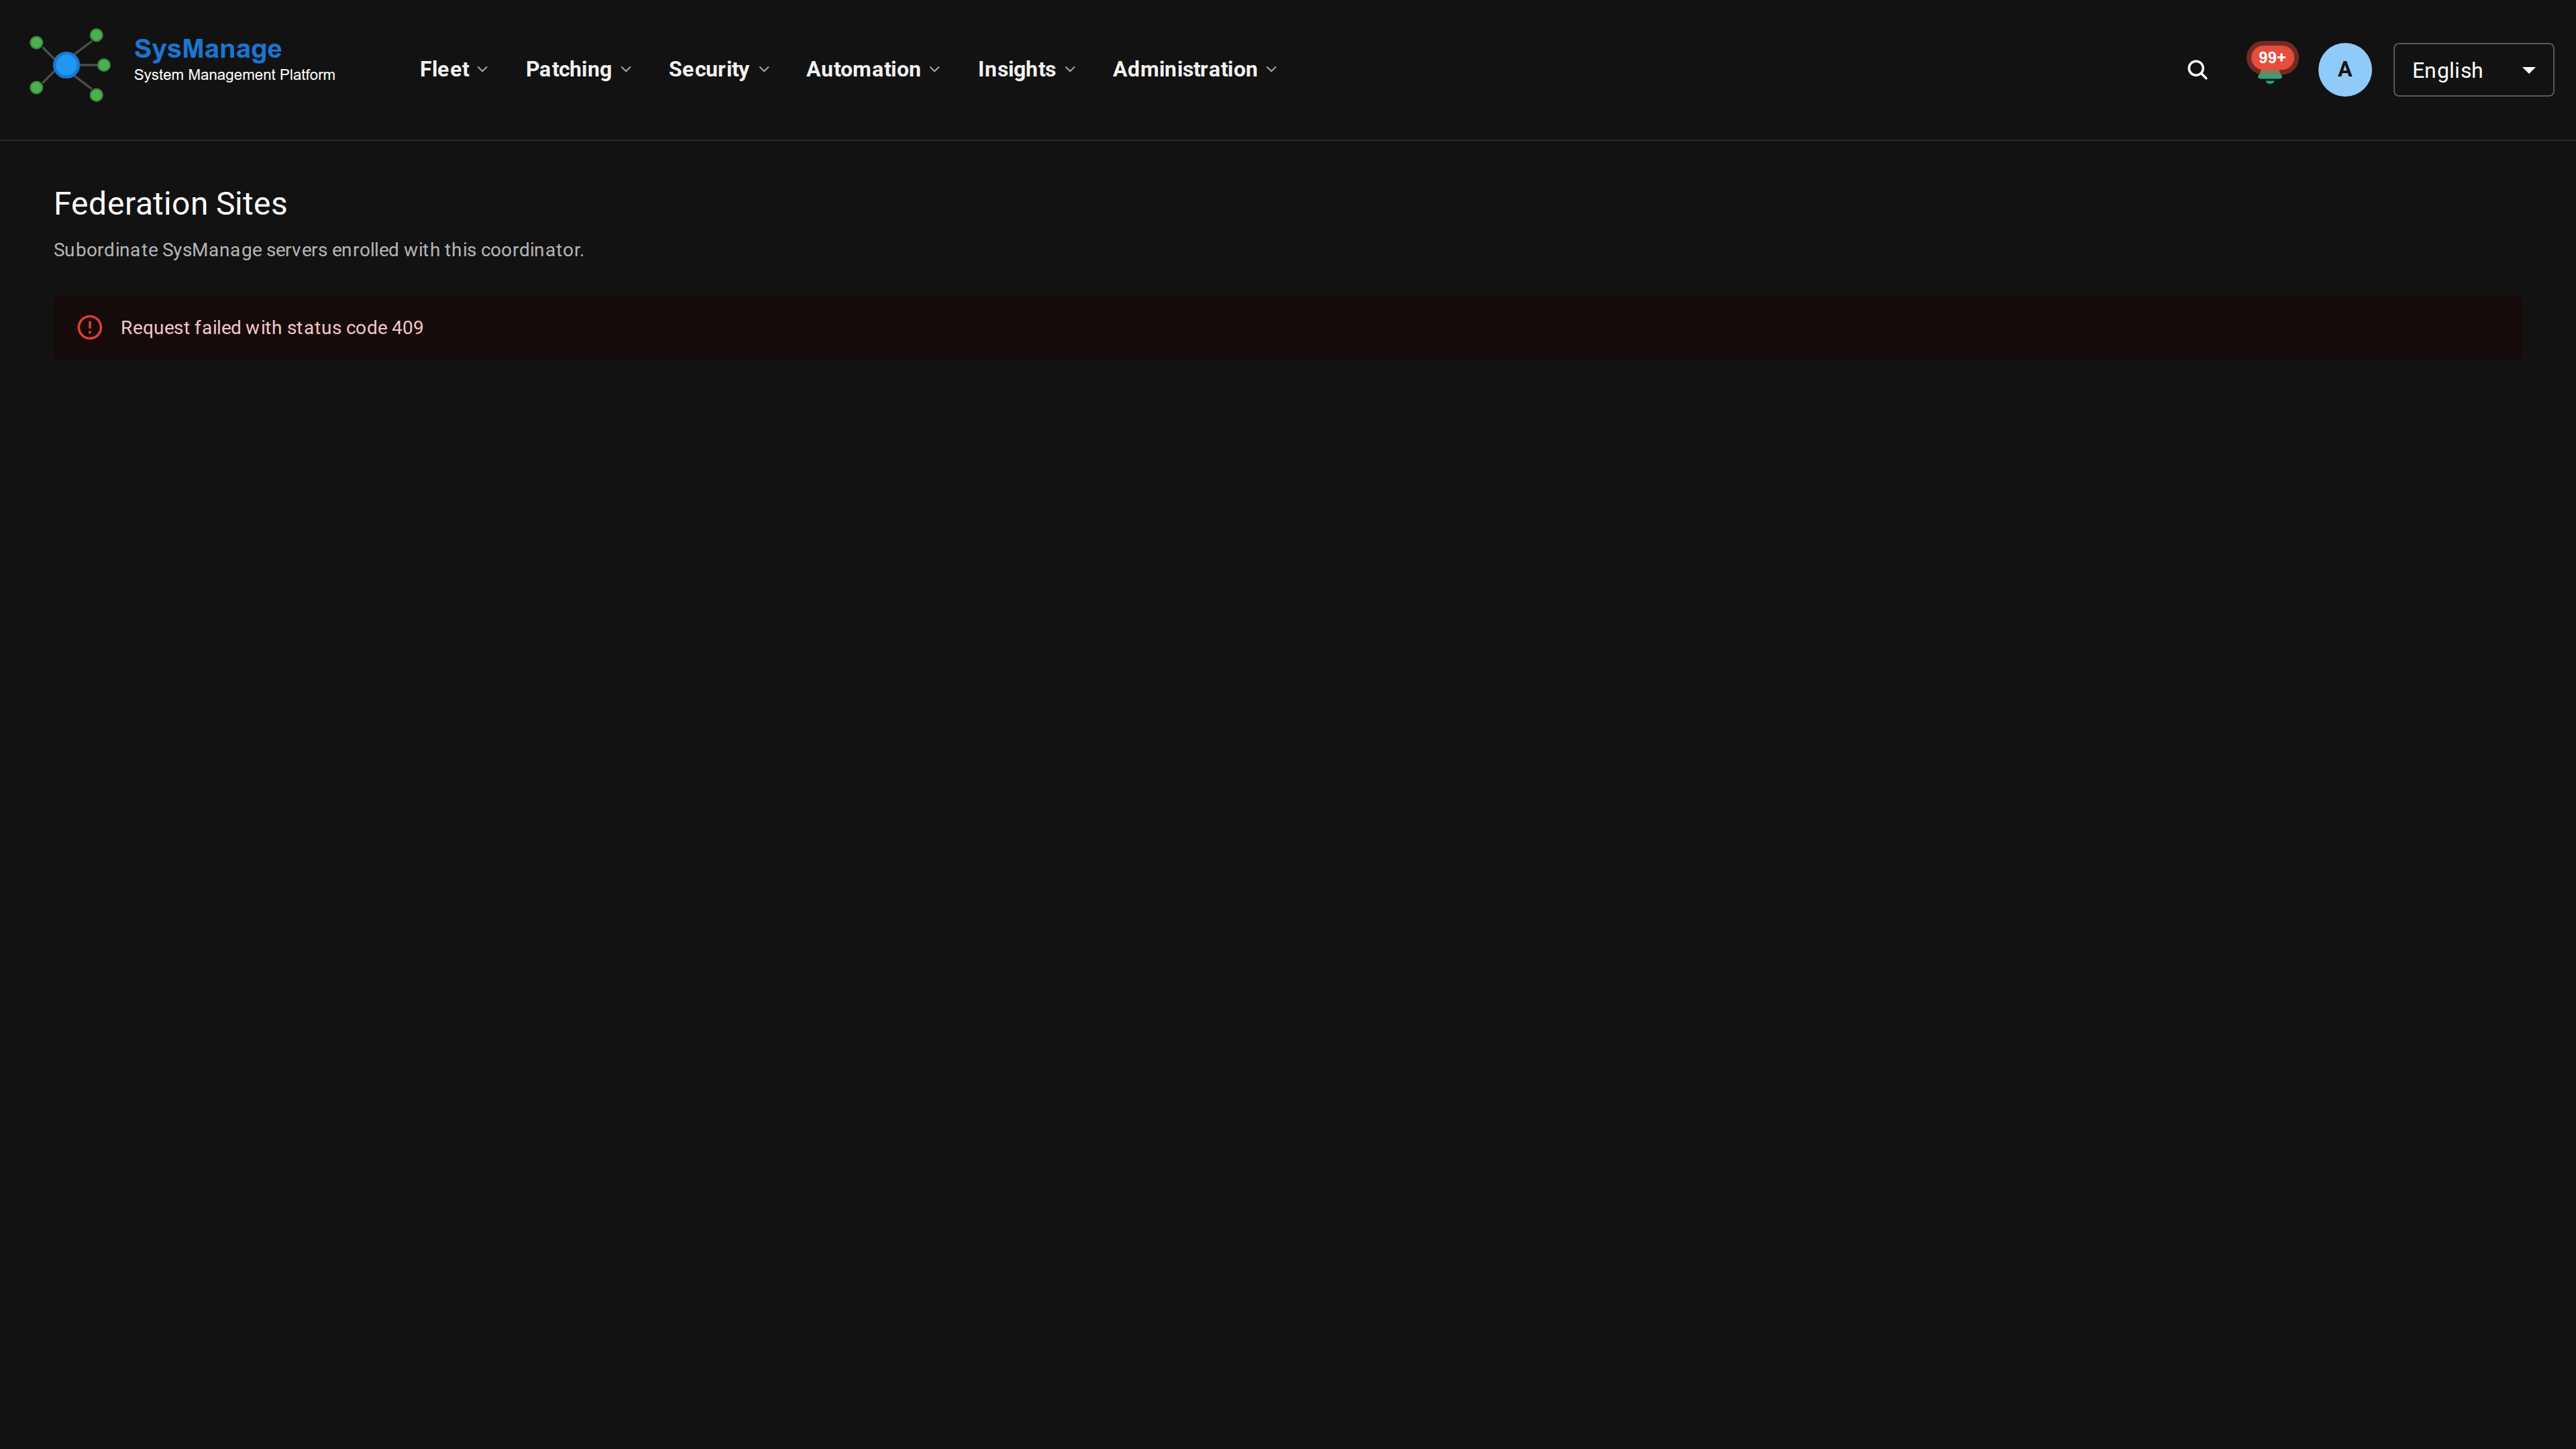 SysManage
System Management Platform
Fleet
Patching
Security
Automation
Insights
Administration
99+
A
English
Federation Sites
Subordinate SysManage servers enrolled with this coordinator.
Request failed with status code 409